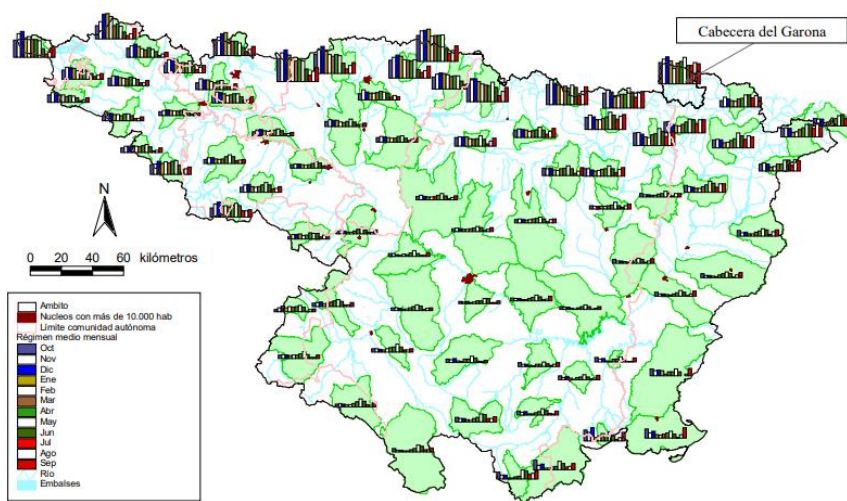 Cabecera del Garona
N
0 20 40 60 kilómetros
Ambito
Nucleos con más de 10.000 hab
Límite comunidad autónoma
Régimen medio mensual
Oct
Nov
Dic
Ene
Feb
Mar
Abr
May
Jun
Jul
Ago
Sep
Río
Embalses